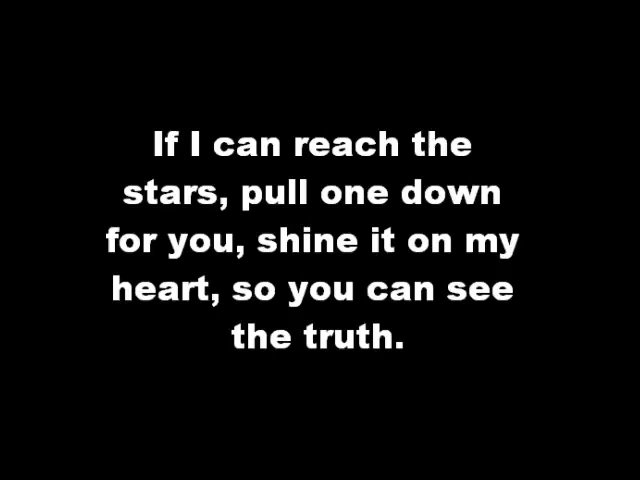 If I can reach the
stars, pull one down
for you, shine it on my
heart, so you can see
the truth.